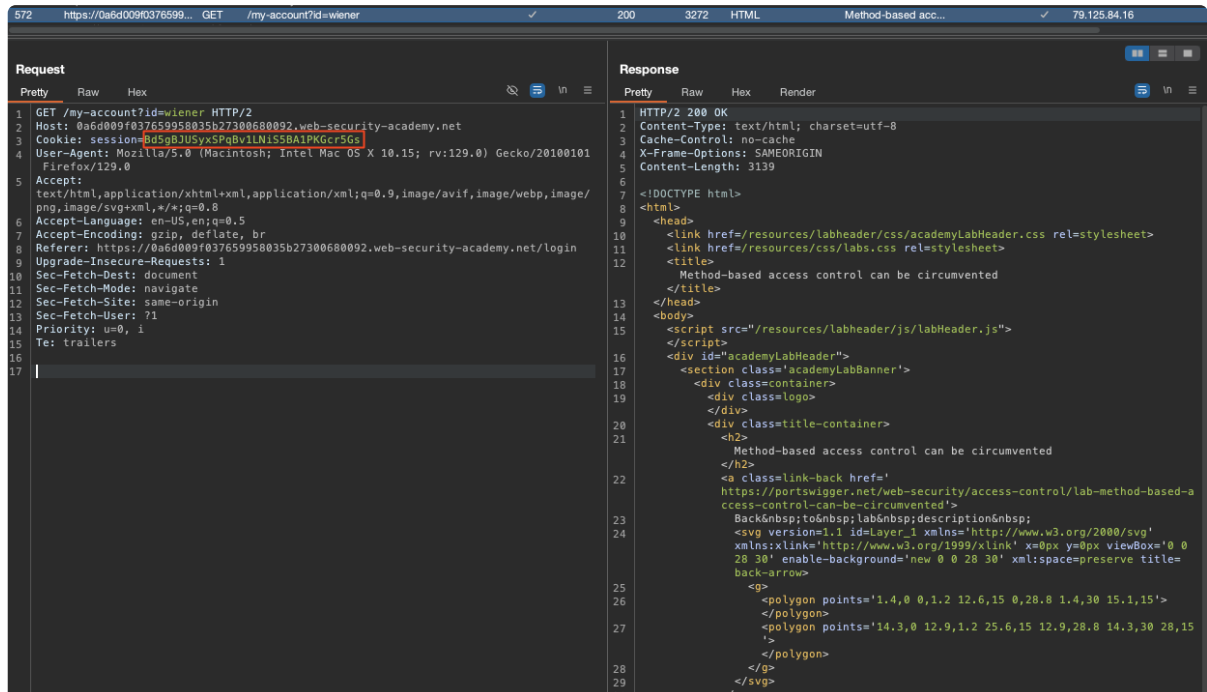 572 https://0a6d009f0376599... GET /my-account?id=wiener ✓ 200 3272 HTML Method-based acc... ✓ 79.125.84.16
Request
Pretty Raw Hex \n
1 GET /my-account?id=wiener HTTP/2
2 Host: 0a6d009f037659958035b27300680092.web-security-academy.net
3 Cookie: session=Bd5gBJUSyxSPqBv1LNiS5BA1PKGcr5Gs
4 User-Agent: Mozilla/5.0 (Macintosh; Intel Mac OS X 10.15; rv:129.0) Gecko/20100101
Firefox/129.0
5 Accept:
text/html,application/xhtml+xml,application/xml;q=0.9,image/avif,image/webp,image/
png,image/svg+xml,*/*;q=0.8
6 Accept-Language: en-US,en;q=0.5
7 Accept-Encoding: gzip, deflate, br
8 Referer: https://0a6d009f037659958035b27300680092.web-security-academy.net/login
9 Upgrade-Insecure-Requests: 1
10 Sec-Fetch-Dest: document
11 Sec-Fetch-Mode: navigate
12 Sec-Fetch-Site: same-origin
13 Sec-Fetch-User: ?1
14 Priority: u=0, i
15 Te: trailers
16
17
Response
Pretty Raw Hex Render \n
1 HTTP/2 200 OK
2 Content-Type: text/html; charset=utf-8
3 Cache-Control: no-cache
4 X-Frame-Options: SAMEORIGIN
5 Content-Length: 3139
6
7 <!DOCTYPE html>
8 <html>
9 <head>
10 <link href=/resources/labheader/css/academyLabHeader.css rel=stylesheet>
11 <link href=/resources/css/labs.css rel=stylesheet>
12 <title>
Method-based access control can be circumvented
</title>
13 </head>
14 <body>
15 <script src="/resources/labheader/js/labHeader.js">
</script>
16 <div id="academyLabHeader">
17 <section class='academyLabBanner'>
18 <div class=container>
19 <div class=logo>
</div>
20 <div class=title-container>
21 <h2>
Method-based access control can be circumvented
</h2>
22 <a class=link-back href='
https://portswigger.net/web-security/access-control/lab-method-based-a
ccess-control-can-be-circumvented'>
23 Back&nbsp;to&nbsp;lab&nbsp;description&nbsp;
24 <svg version=1.1 id=Layer_1 xmlns='http://www.w3.org/2000/svg'
xmlns:xlink='http://www.w3.org/1999/xlink' x=0px y=0px viewBox='0 0
28 30' enable-background='new 0 0 28 30' xml:space=preserve title=
back-arrow>
25 <g>
26 <polygon points='1.4,0 0,1.2 12.6,15 0,28.8 1.4,30 15.1,15'>
</polygon>
27 <polygon points='14.3,0 12.9,1.2 25.6,15 12.9,28.8 14.3,30 28,15
'>
</polygon>
28 </g>
29 </svg>